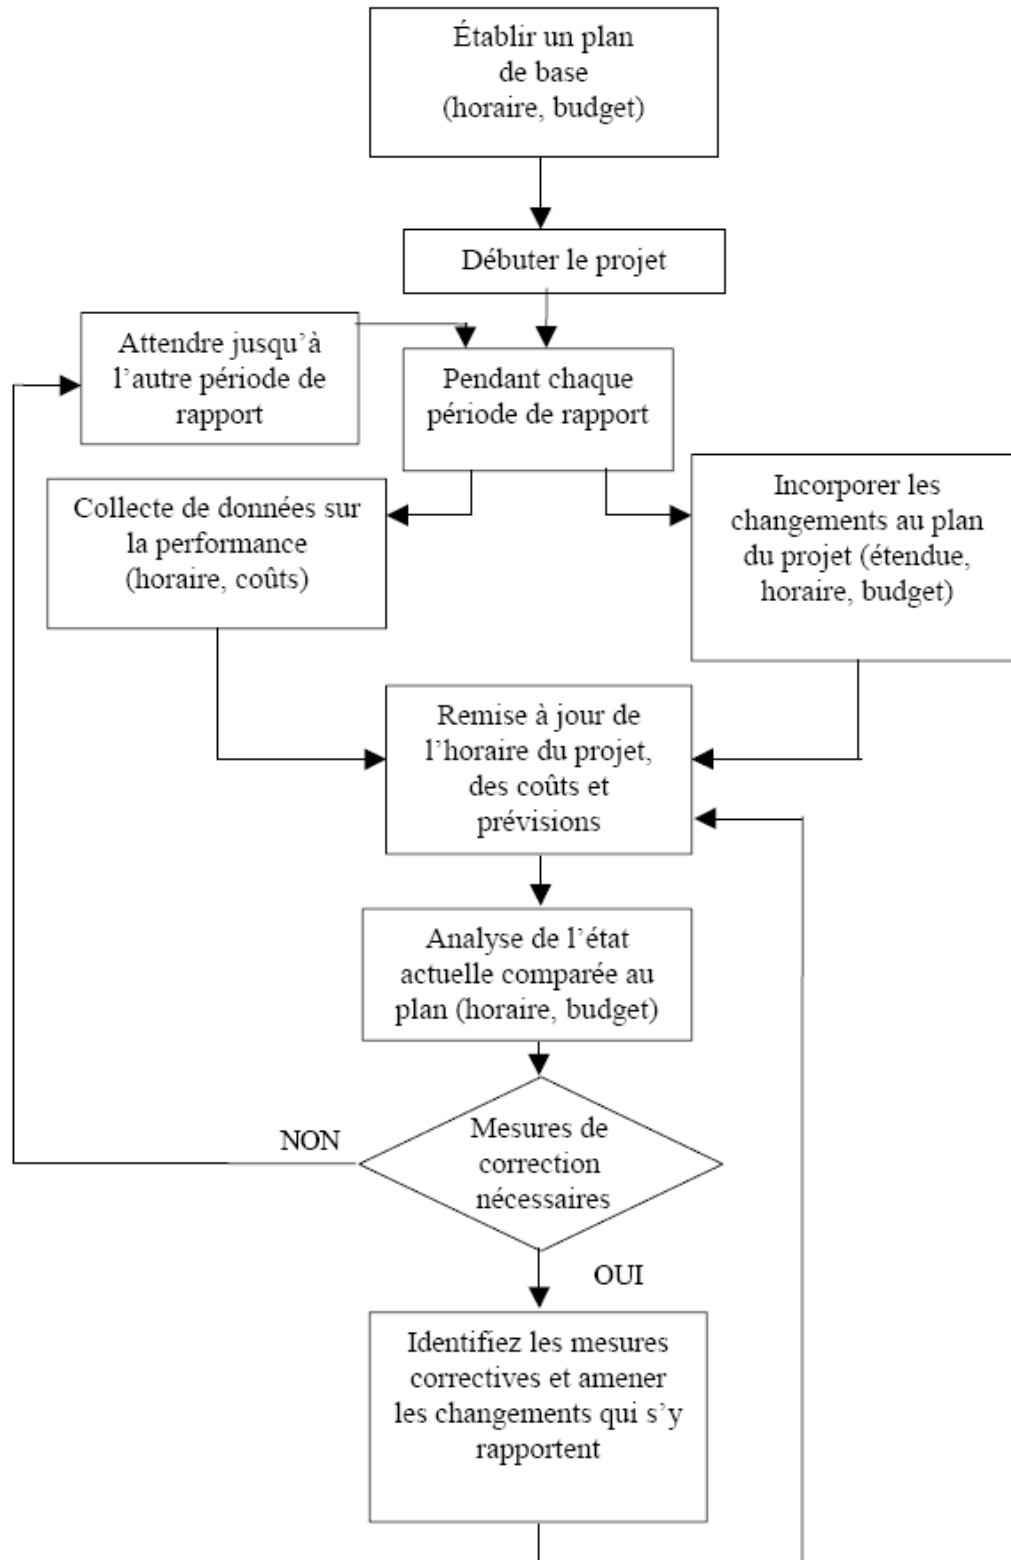 Établir un plan
de base
(horaire, budget)
Débuter le projet
Attendre jusqu'à
l'autre période de
rapport
Pendant chaque
période de rapport
Collecte de données sur
la performance
(horaire, coûts)
Incorporer les
changements au plan
du projet (étendue,
horaire, budget)
Remise à jour de
l'horaire du projet,
des coûts et
prévisions
Analyse de l'état
actuelle comparée au
plan (horaire, budget)
Mesures de
correction
nécessaires
NON
OUI
Identifiez les mesures
correctives et amener
les changements qui s'y
rapportent